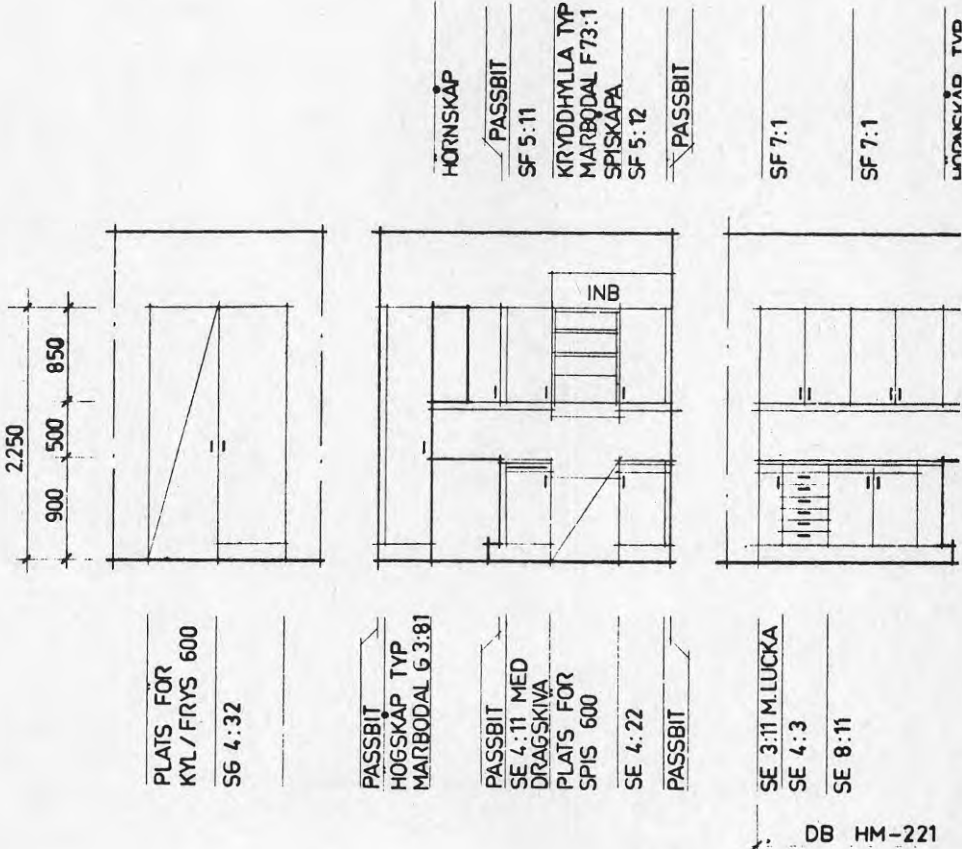 HÖRNSKÅP
PASSBIT
SF 5:11
KRYDDHYLLA TYP
MARBODAL F73:1
SPISKÅPA
SF 5:12
PASSBIT
SF 7:1
SF 7:1
HÖRNSKÅP TYP
2250
850
500
900
INB
PLATS FÖR
KYL / FRYS 600
SG 4:32
PASSBIT
HÖGSKÅP TYP
MARBODAL G 3:81
PASSBIT
SE 4:11 MED
DRAGSKIVA
PLATS FÖR
SPIS 600
SE 4:22
PASSBIT
SE 3:11 M.LUCKA
SE 4:3
SE 8:11
DB HM-221